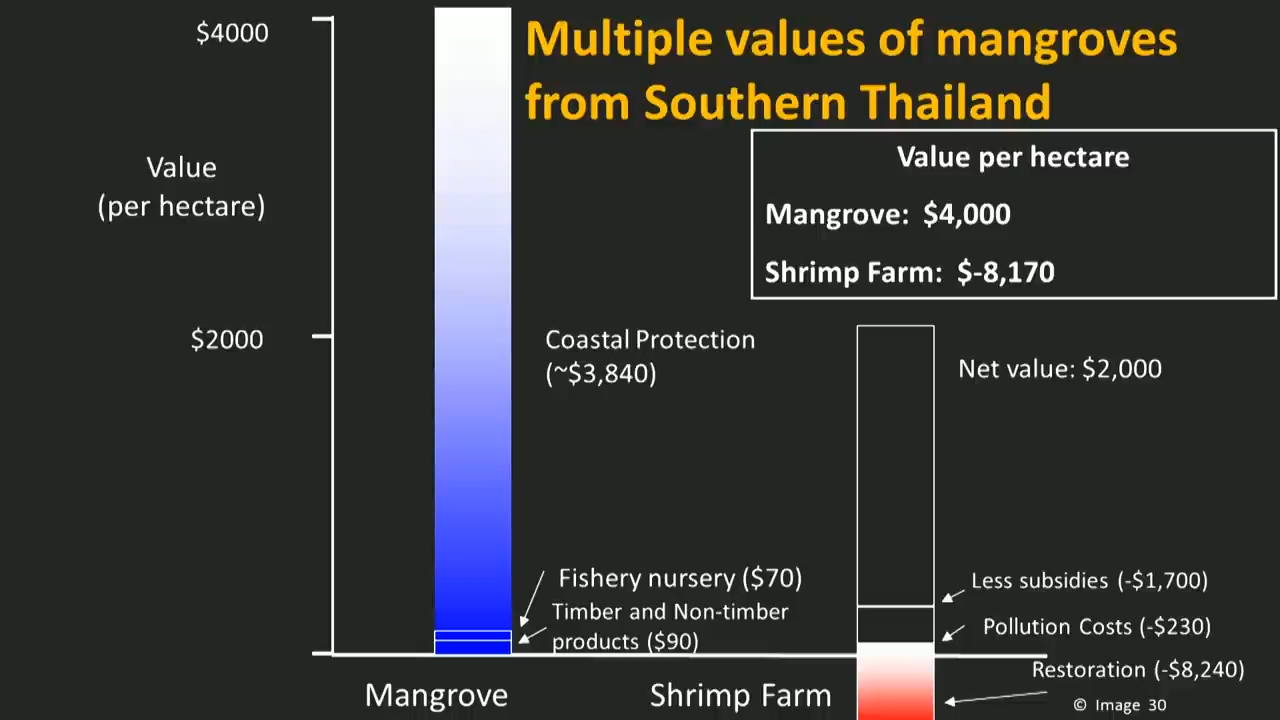 Multiple values of mangroves
from Southern Thailand
$4000
Value
(per hectare)
$2000
Value per hectare
Mangrove: $4,000
Shrimp Farm: $-8,170
Coastal Protection
(~$3,840)
Net value: $2,000
Fishery nursery ($70)
Timber and Non-timber
products ($90)
Less subsidies (-$1,700)
Pollution Costs (-$230)
Restoration (-$8,240)
Mangrove
Shrimp Farm
© Image 30